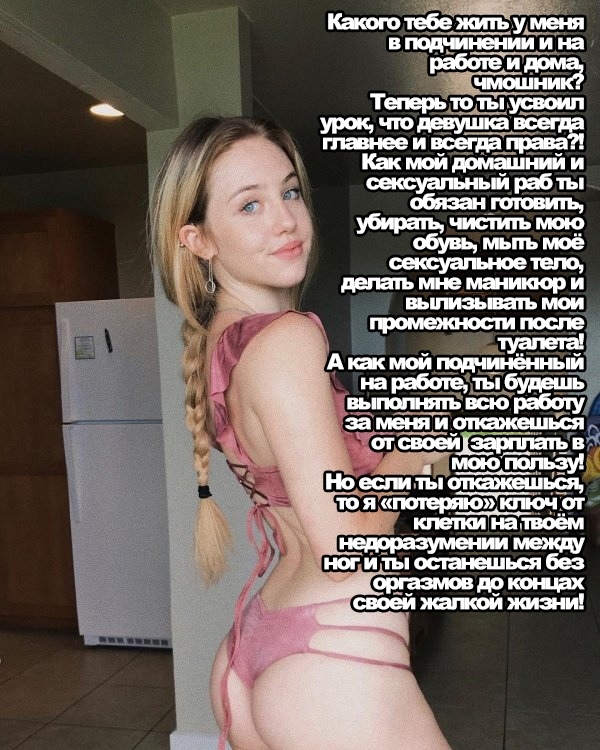 Какого тебе жить у меня
в подчинении и на
работе и дома,
чмошник?
Теперь то ты усвоил
урок, что девушка всегда
главнее и всегда права?!
Как мой домашний и
сексуальный раб ты
обязан готовить,
убирать, чистить мою
обувь, мыть моё
сексуальное тело,
делать мне маникюр и
вылизывать мои
промежности после
туалета!
А как мой подчинённый
на работе, ты будешь
выполнять всю работу
за меня и откажешься
от своей зарплать в
мою пользу!
Но если ты откажешься,
то я «потеряю» ключ от
клетки на твоём
недоразумении между
ног и ты останешься без
оргазмов до концах
своей жалкой жизни!